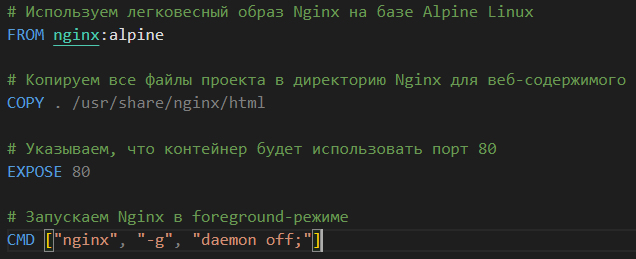 # Используем легковесный образ Nginx на базе Alpine Linux
FROM nginx:alpine
# Копируем все файлы проекта в директорию Nginx для веб-содержимого
COPY . /usr/share/nginx/html
# Указываем, что контейнер будет использовать порт 80
EXPOSE 80
# Запускаем Nginx в foreground-режиме
CMD ["nginx", "-g", "daemon off;"]